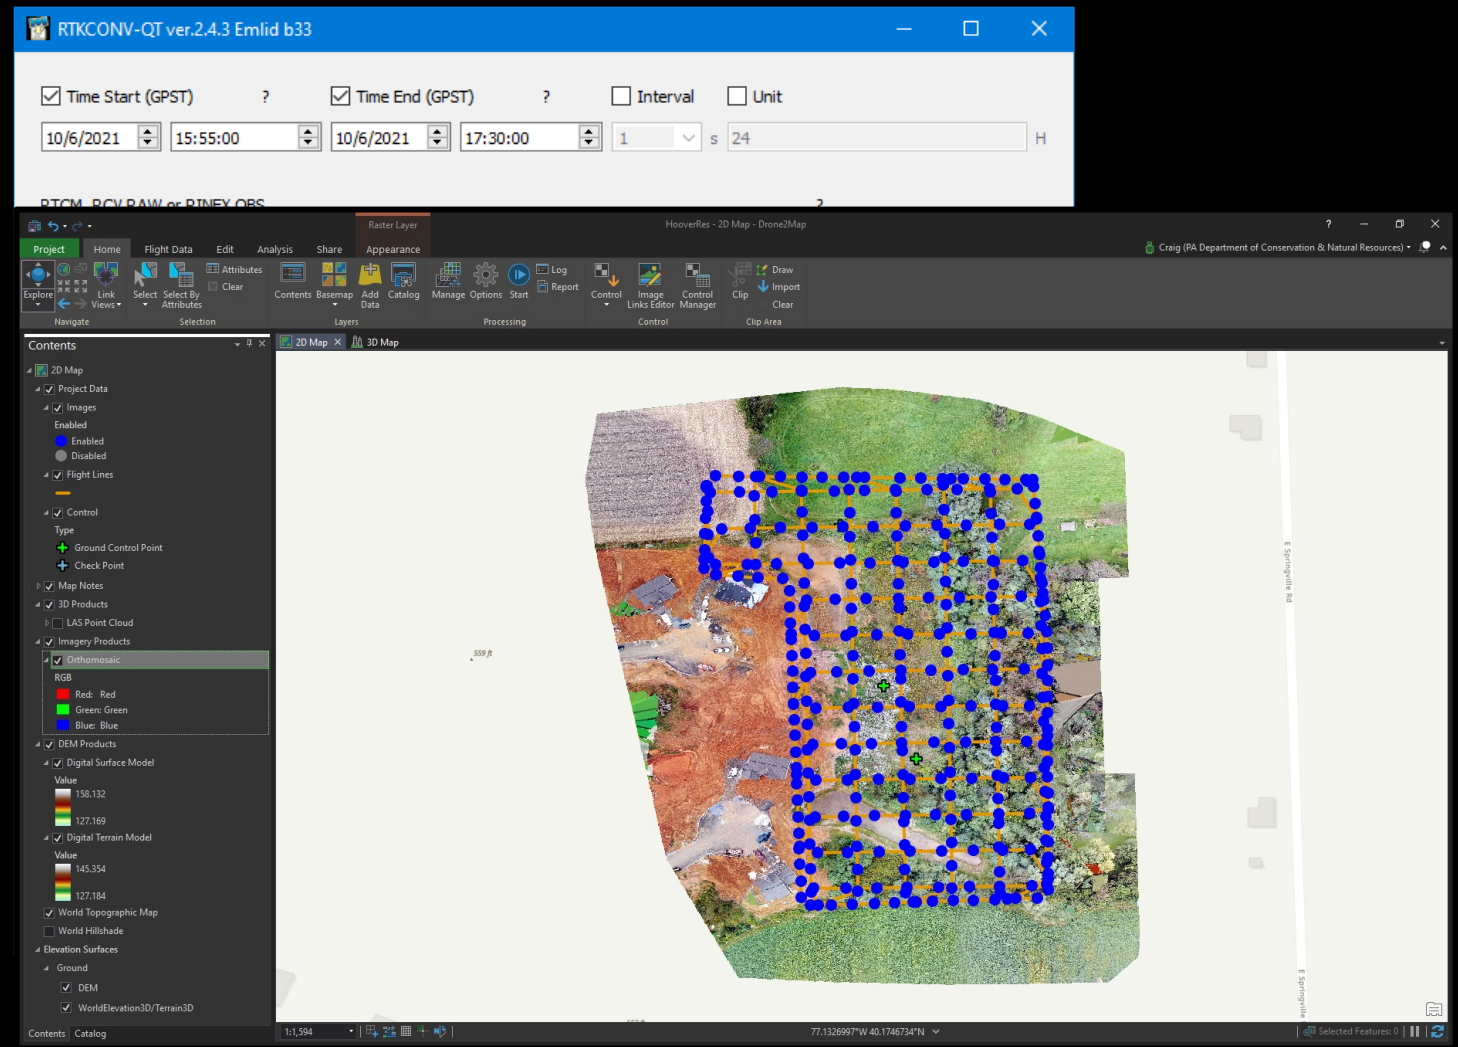 RTKCONV-QT ver.2.4.3 Emlid b33
Time Start (GPST) ? Time End (GPST) ? Interval Unit
10/6/2021 15:55:00 10/6/2021 17:30:00 1 s 24 H
RTCM, RCV RAW or RINEX OBS ?
Raster Layer HooverRes - 2D Map - Drone2Map ?
Project Home Flight Data Edit Analysis Share Appearance Craig (PA Department of Conservation & Natural Resources)
Explore Link Views Select Select By Attributes Attributes Clear Contents Basemap Add Data Catalog Manage Options Start Log Report Control Image Links Editor Control Manager Clip Draw Import Clear
Navigate Selection Layers Processing Control Clip Area
Contents 2D Map 3D Map
2D Map
Project Data
Images
Enabled
Enabled
Disabled
Flight Lines
Control
Type
Ground Control Point
Check Point
Map Notes
3D Products
LAS Point Cloud
Imagery Products
Orthomosaic
RGB
Red: Red
Green: Green
Blue: Blue
DEM Products
Digital Surface Model
Value
158.132
127.169
Digital Terrain Model
Value
145.354
127.184
World Topographic Map
World Hillshade
Elevation Surfaces
Ground
DEM
WorldElevation3D/Terrain3D
Contents Catalog
559 ft
E Springville Rd
E Springville
1:1,594 77.1326997°W 40.1746734°N Selected Features: 0